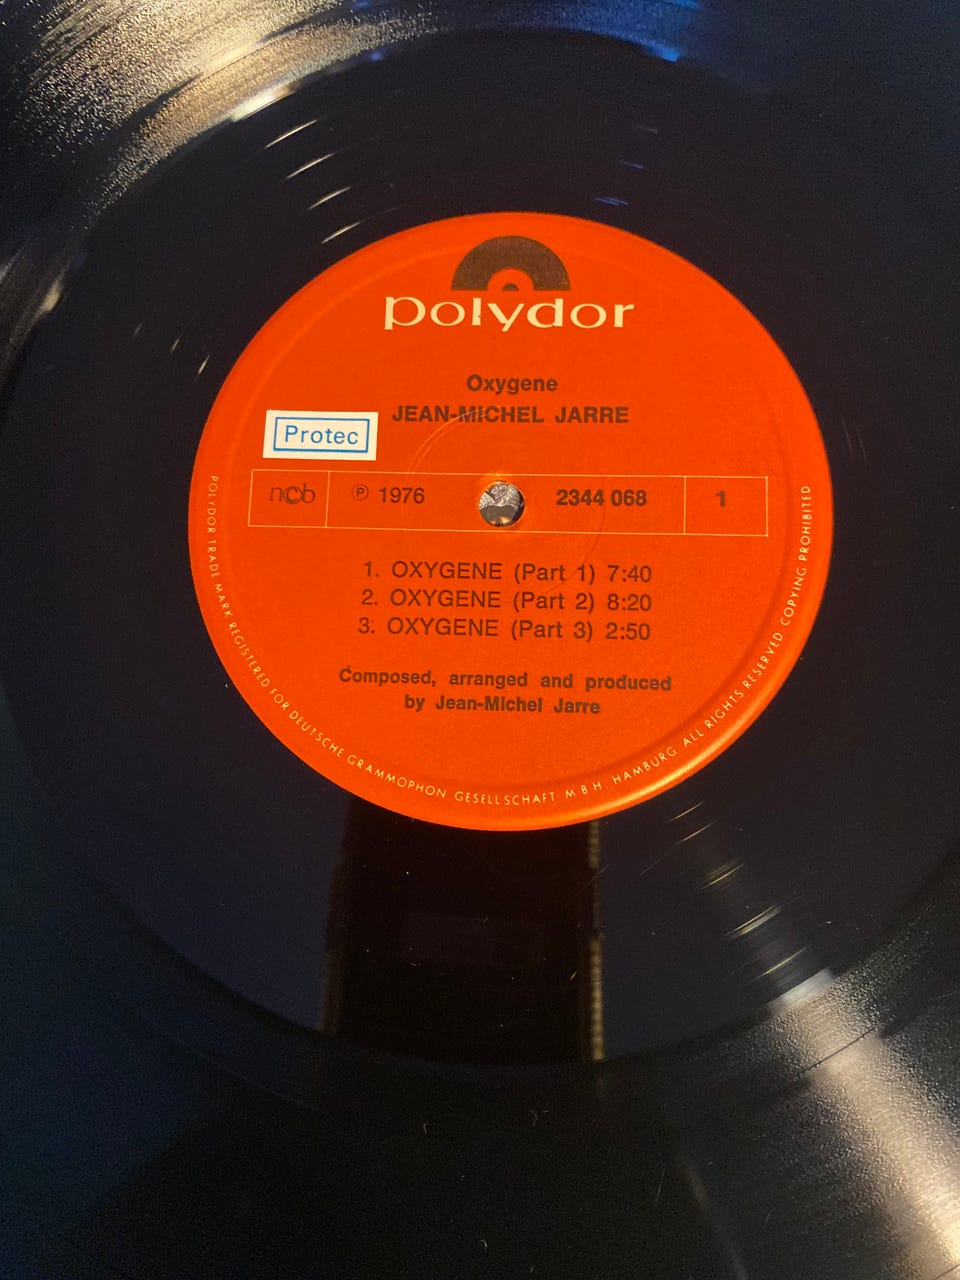 polydor
Oxygene
JEAN-MICHEL JARRE
Protec
ncb
℗ 1976
2344 068
1
1. OXYGENE (Part 1) 7:40
2. OXYGENE (Part 2) 8:20
3. OXYGENE (Part 3) 2:50
Composed, arranged and produced
by Jean-Michel Jarre
POLYDOR TRADE MARK REGISTERED FOR DEUTSCHE GRAMMOPHON GESELLSCHAFT M B H. HAMBURG ALL RIGHTS RESERVED COPYING PROHIBITED